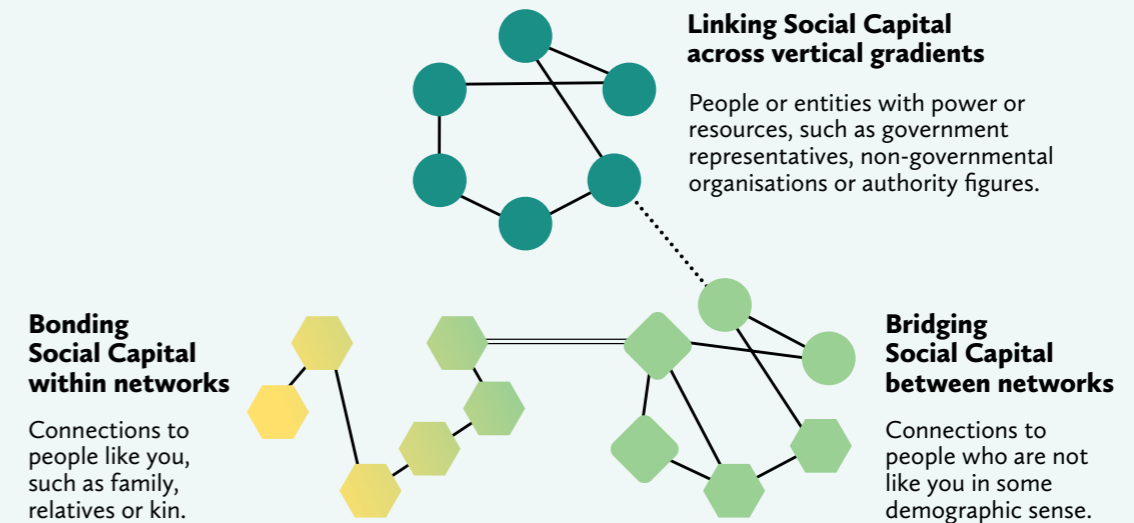 Linking Social Capital
across vertical gradients
People or entities with power or
resources, such as government
representatives, non-governmental
organisations or authority figures.
Bonding
Social Capital
within networks
Connections to
people like you,
such as family,
relatives or kin.
Bridging
Social Capital
between networks
Connections to
people who are not
like you in some
demographic sense.